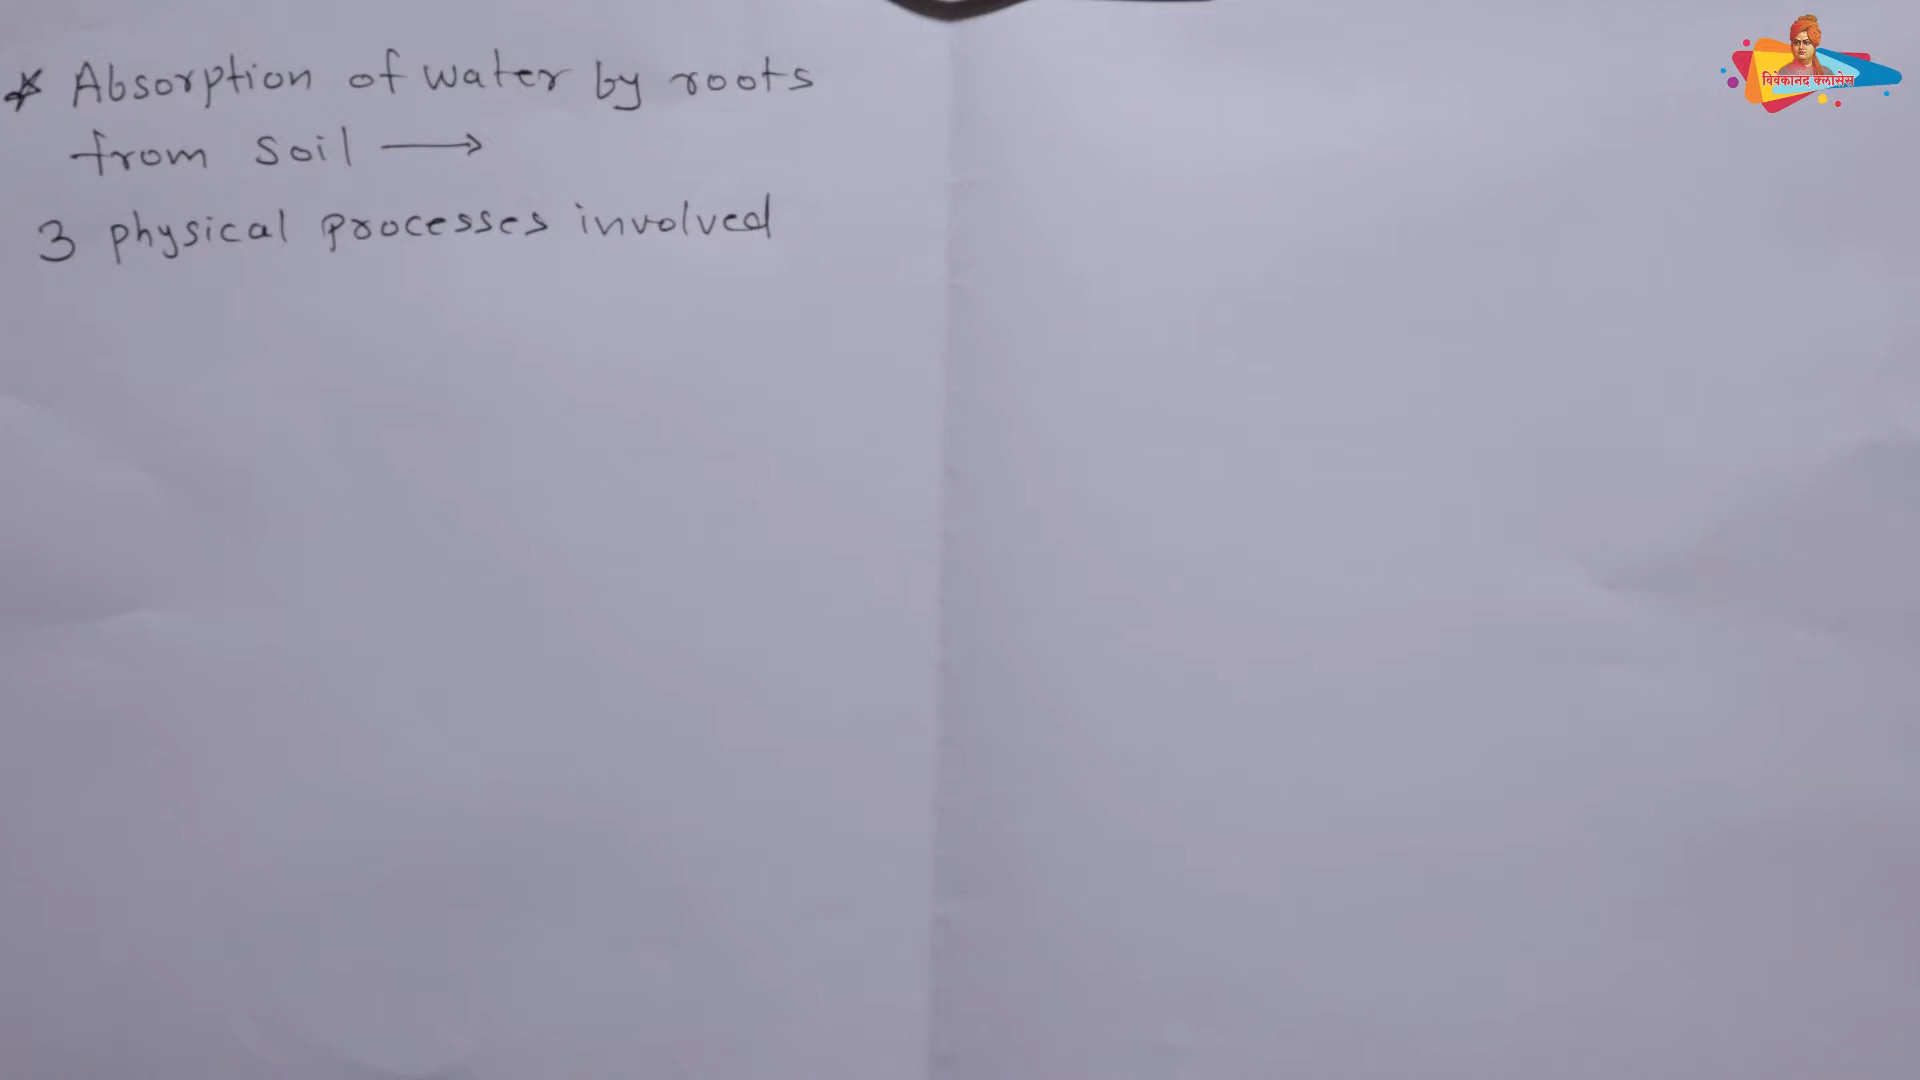 * Absorption of water by roots
from soil →
3 physical processes involved
विवेकानंद क्लासेस